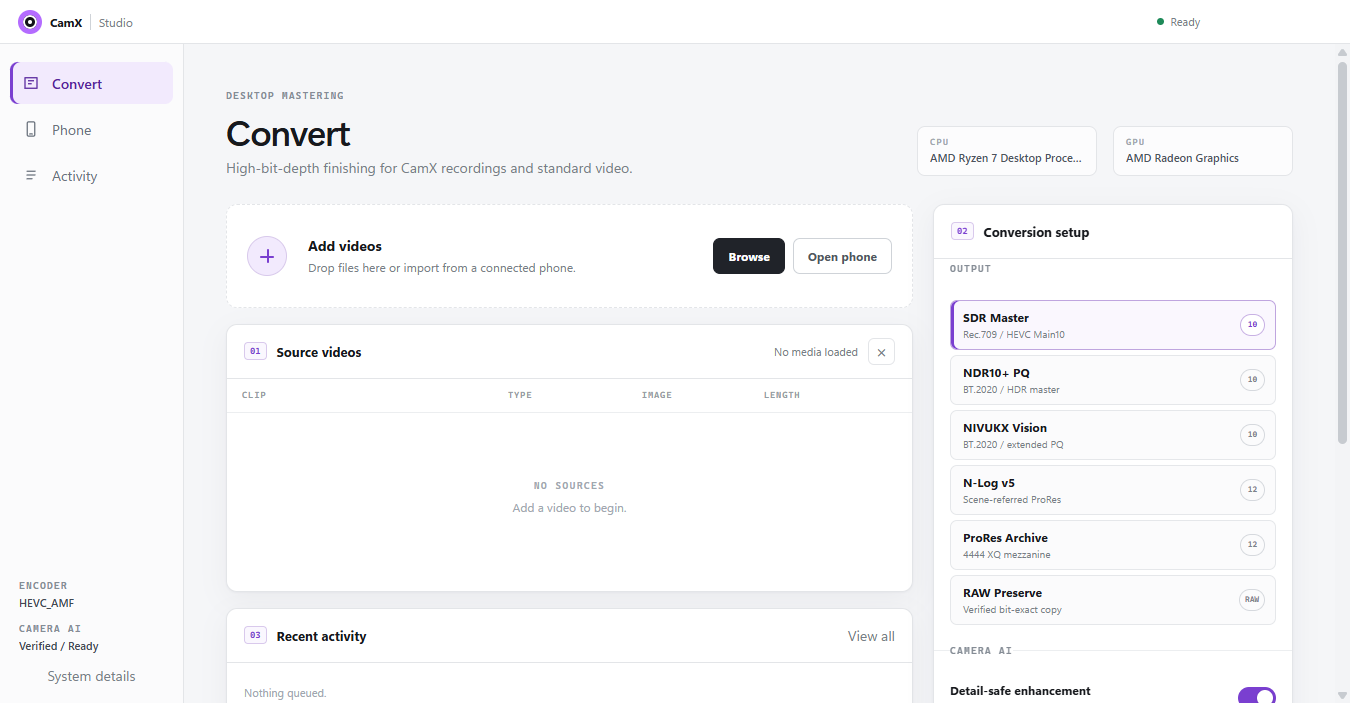 CamX Studio
Ready
Convert
Phone
Activity
ENCODER
HEVC_AMF
CAMERA AI
Verified / Ready
System details
DESKTOP MASTERING
Convert
High-bit-depth finishing for CamX recordings and standard video.
CPU
AMD Ryzen 7 Desktop Proce...
GPU
AMD Radeon Graphics
Add videos
Drop files here or import from a connected phone.
Browse
Open phone
01 Source videos
No media loaded
CLIP TYPE IMAGE LENGTH
NO SOURCES
Add a video to begin.
03 Recent activity
View all
Nothing queued.
02 Conversion setup
OUTPUT
SDR Master
Rec.709 / HEVC Main10
10
NDR10+ PQ
BT.2020 / HDR master
10
NIVUKX Vision
BT.2020 / extended PQ
10
N-Log v5
Scene-referred ProRes
12
ProRes Archive
4444 XQ mezzanine
12
RAW Preserve
Verified bit-exact copy
RAW
CAMERA AI
Detail-safe enhancement